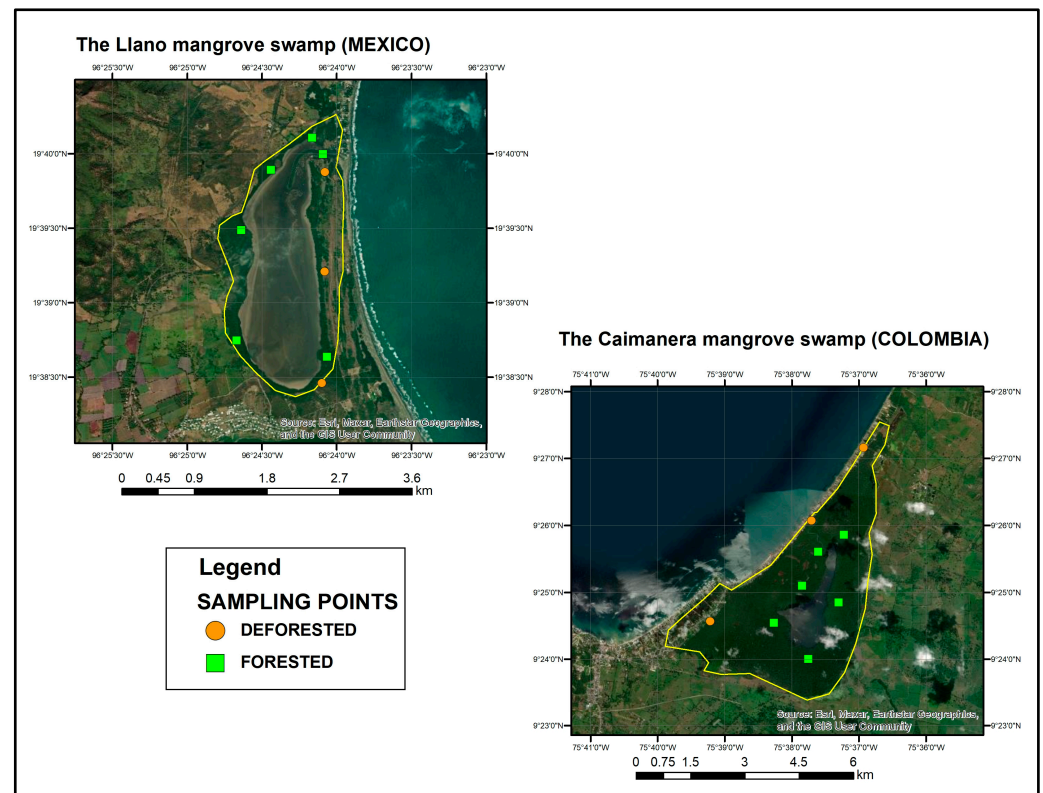 The Llano mangrove swamp (MEXICO)
96°25'30"W 96°25'0"W 96°24'30"W 96°24'0"W 96°23'30"W 96°23'0"W
19°40'0"N 19°40'0"N
19°39'30"N 19°39'30"N
19°39'0"N 19°39'0"N
19°38'30"N 19°38'30"N
Source: Esri, Maxar, Earthstar Geographics,
and the GIS User Community
96°25'30"W 96°25'0"W 96°24'30"W 96°24'0"W 96°23'30"W 96°23'0"W
0 0.45 0.9 1.8 2.7 3.6
km
The Caimanera mangrove swamp (COLOMBIA)
75°41'0"W 75°40'0"W 75°39'0"W 75°38'0"W 75°37'0"W 75°36'0"W
9°28'0"N 9°28'0"N
9°27'0"N 9°27'0"N
9°26'0"N 9°26'0"N
9°25'0"N 9°25'0"N
9°24'0"N 9°24'0"N
9°23'0"N 9°23'0"N
Source: Esri, Maxar, Earthstar Geographics,
and the GIS User Community
75°41'0"W 75°40'0"W 75°39'0"W 75°38'0"W 75°37'0"W 75°36'0"W
0 0.75 1.5 3 4.5 6
km
Legend
SAMPLING POINTS
DEFORESTED
FORESTED